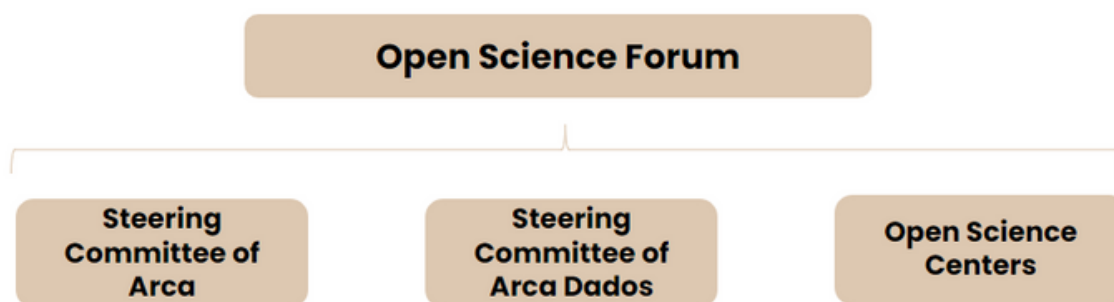 Open Science Forum
Steering
Committee of
Arca
Steering
Committee of
Arca Dados
Open Science
Centers